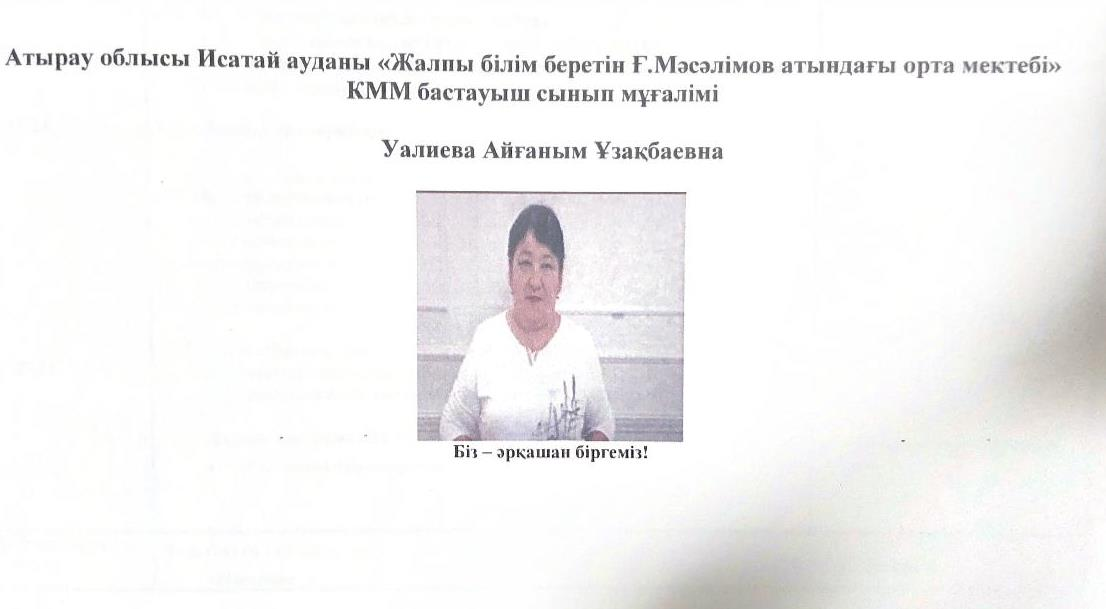 Атырау облысы Исатай ауданы «Жалпы білім беретін Ғ.Мәсәлімов атындағы орта мектебі»
КММ бастауыш сынып мұғалімі
Уалиева Айғаным Ұзақбаевна
Біз – әрқашан біргеміз!